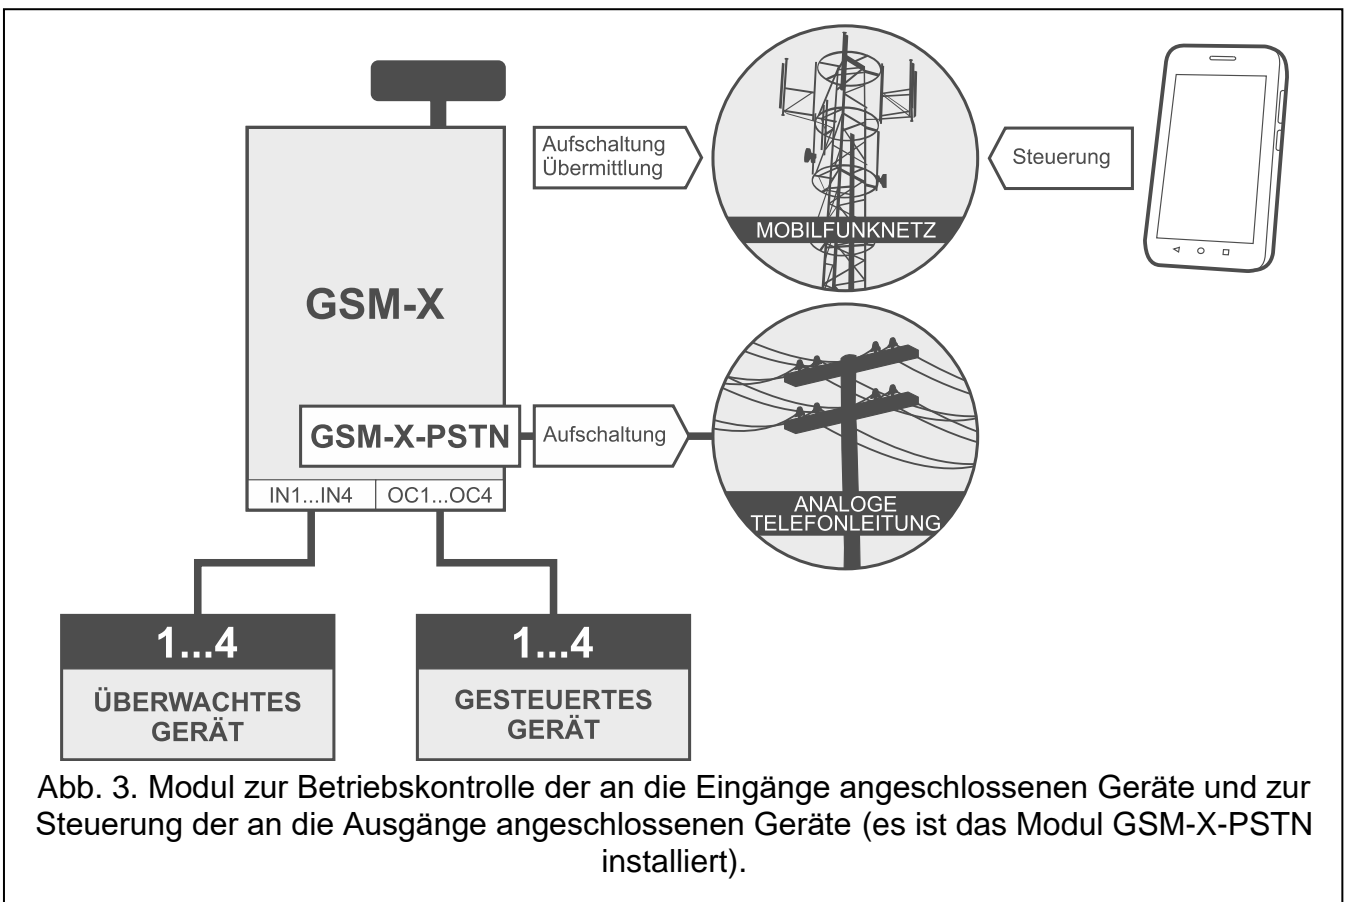 Aufschaltung
Übermittlung
Steuerung
MOBILFUNKNETZ
GSM-X
GSM-X-PSTN
Aufschaltung
IN1...IN4
OC1...OC4
ANALOGE
TELEFONLEITUNG
1...4
ÜBERWACHTES
GERÄT
1...4
GESTEUERTES
GERÄT
Abb. 3. Modul zur Betriebskontrolle der an die Eingänge angeschlossenen Geräte und zur
Steuerung der an die Ausgänge angeschlossenen Geräte (es ist das Modul GSM-X-PSTN
installiert).